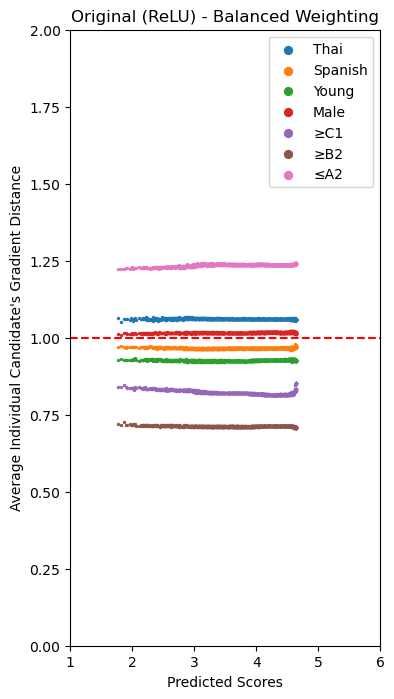 Original (ReLU) - Balanced Weighting
Average Individual Candidate's Gradient Distance
2.00
1.75
1.50
1.25
1.00
0.75
0.50
0.25
0.00
Thai
Spanish
Young
Male
≥C1
≥B2
≤A2
1 2 3 4 5 6
Predicted Scores